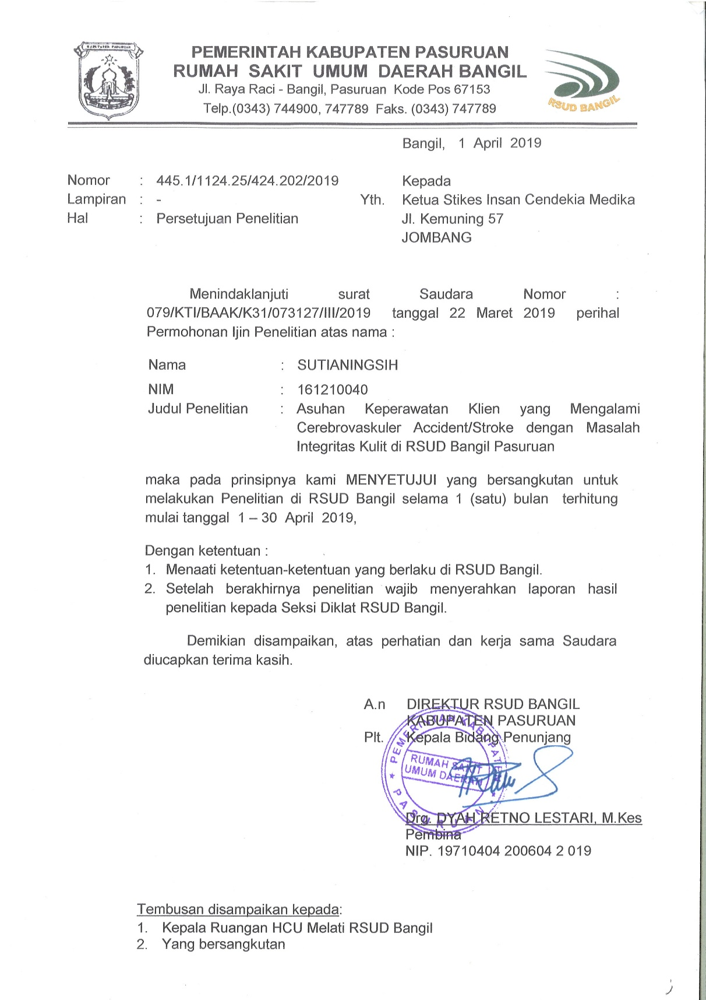 KABUPATEN PASURUAN
PEMERINTAH KABUPATEN PASURUAN
RUMAH SAKIT UMUM DAERAH BANGIL
Jl. Raya Raci - Bangil, Pasuruan Kode Pos 67153
Telp.(0343) 744900, 747789 Faks. (0343) 747789
RSUD BANGIL
Bangil, 1 April 2019
Nomor : 445.1/1124.25/424.202/2019
Lampiran : -
Hal : Persetujuan Penelitian
Kepada
Yth. Ketua Stikes Insan Cendekia Medika
Jl. Kemuning 57
JOMBANG
Menindaklanjuti surat Saudara Nomor :
079/KTI/BAAK/K31/073127/III/2019 tanggal 22 Maret 2019 perihal
Permohonan Ijin Penelitian atas nama :
Nama : SUTIANINGSIH
NIM : 161210040
Judul Penelitian : Asuhan Keperawatan Klien yang Mengalami
Cerebrovaskuler Accident/Stroke dengan Masalah
Integritas Kulit di RSUD Bangil Pasuruan
maka pada prinsipnya kami MENYETUJUI yang bersangkutan untuk
melakukan Penelitian di RSUD Bangil selama 1 (satu) bulan terhitung
mulai tanggal 1 – 30 April 2019,
Dengan ketentuan :
1. Menaati ketentuan-ketentuan yang berlaku di RSUD Bangil.
2. Setelah berakhirnya penelitian wajib menyerahkan laporan hasil
penelitian kepada Seksi Diklat RSUD Bangil.
Demikian disampaikan, atas perhatian dan kerja sama Saudara
diucapkan terima kasih.
A.n DIREKTUR RSUD BANGIL
KABUPATEN PASURUAN
Plt. Kepala Bidang Penunjang
PEMERINTAH KABUPATEN
RUMAH SAKIT
UMUM DAERAH
PASURUAN
Drg. DYAH RETNO LESTARI, M.Kes
Pembina
NIP. 19710404 200604 2 019
Tembusan disampaikan kepada:
1. Kepala Ruangan HCU Melati RSUD Bangil
2. Yang bersangkutan